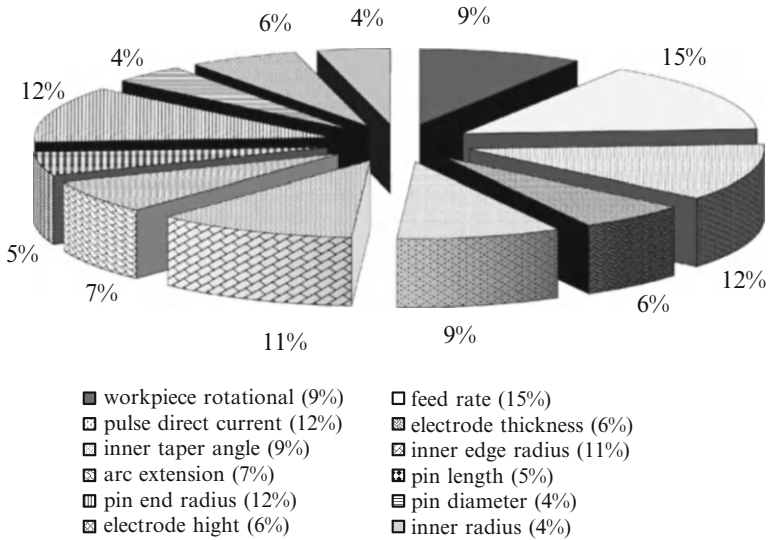 4%
9%
6%
15%
4%
12%
5%
7%
11%
9%
6%
12%
workpiece rotational (9%)
feed rate (15%)
pulse direct current (12%)
electrode thickness (6%)
inner taper angle (9%)
inner edge radius (11%)
arc extension (7%)
pin length (5%)
pin end radius (12%)
pin diameter (4%)
electrode hight (6%)
inner radius (4%)